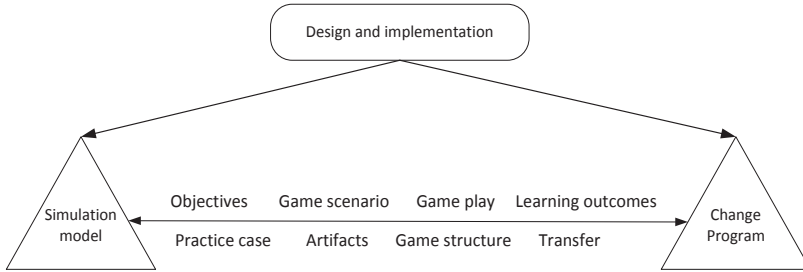 Design and implementation
Objectives Game scenario Game play Learning outcomes
Simulation
model
Change
Program
Practice case Artifacts Game structure Transfer